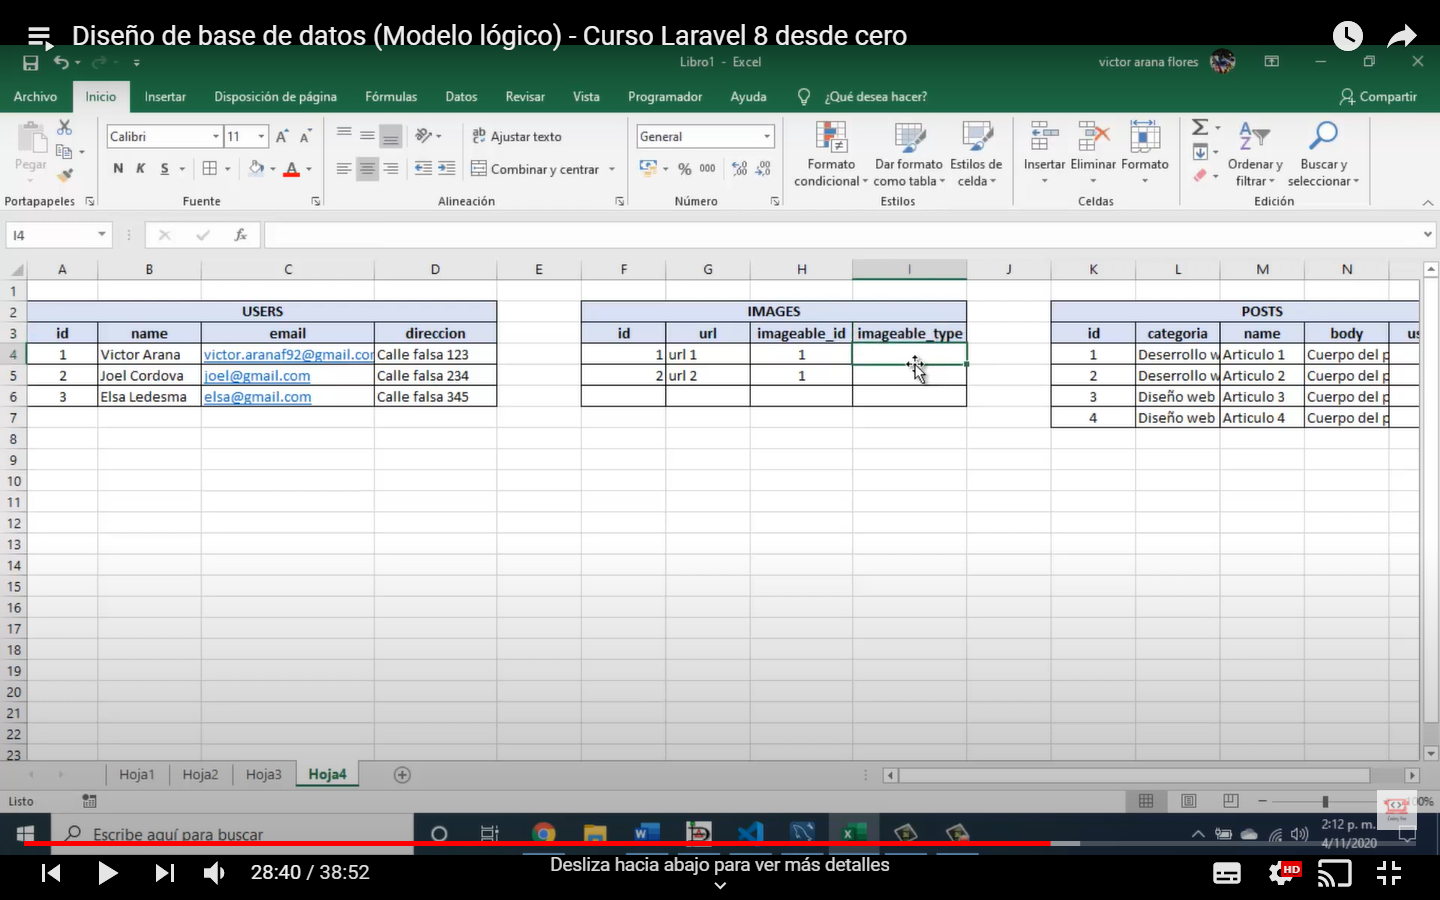 Diseño de base de datos (Modelo lógico) - Curso Laravel 8 desde cero
Libro1 - Excel
victor arana flores
Archivo Inicio Insertar Disposición de página Fórmulas Datos Revisar Vista Programador Ayuda ¿Qué desea hacer? Compartir
Pegar
Calibri 11
Ajustar texto
General
N K S
Combinar y centrar
% 000
Formato condicional
Dar formato como tabla
Estilos de celda
Insertar Eliminar Formato
Ordenar y filtrar
Buscar y seleccionar
Portapapeles Fuente Alineación Número Estilos Celdas Edición
I4
fx
A B C D E F G H I J K L M N
1
2 USERS IMAGES POSTS
3 id name email direccion id url imageable_id imageable_type id categoria name body us
4 1 Victor Arana victor.aranaf92@gmail.com Calle falsa 123 1 url 1 1 1 Deserrollo w Articulo 1 Cuerpo del p
5 2 Joel Cordova joel@gmail.com Calle falsa 234 2 url 2 1 2 Deserrollo w Articulo 2 Cuerpo del p
6 3 Elsa Ledesma elsa@gmail.com Calle falsa 345 3 Diseño web Articulo 3 Cuerpo del p
7 4 Diseño web Articulo 4 Cuerpo del p
8
9
10
11
12
13
14
15
16
17
18
19
20
21
22
23
Hoja1 Hoja2 Hoja3 Hoja4
Listo
Escribe aquí para buscar
2:12 p. m.
4/11/2020
28:40 / 38:52
Desliza hacia abajo para ver más detalles
HD